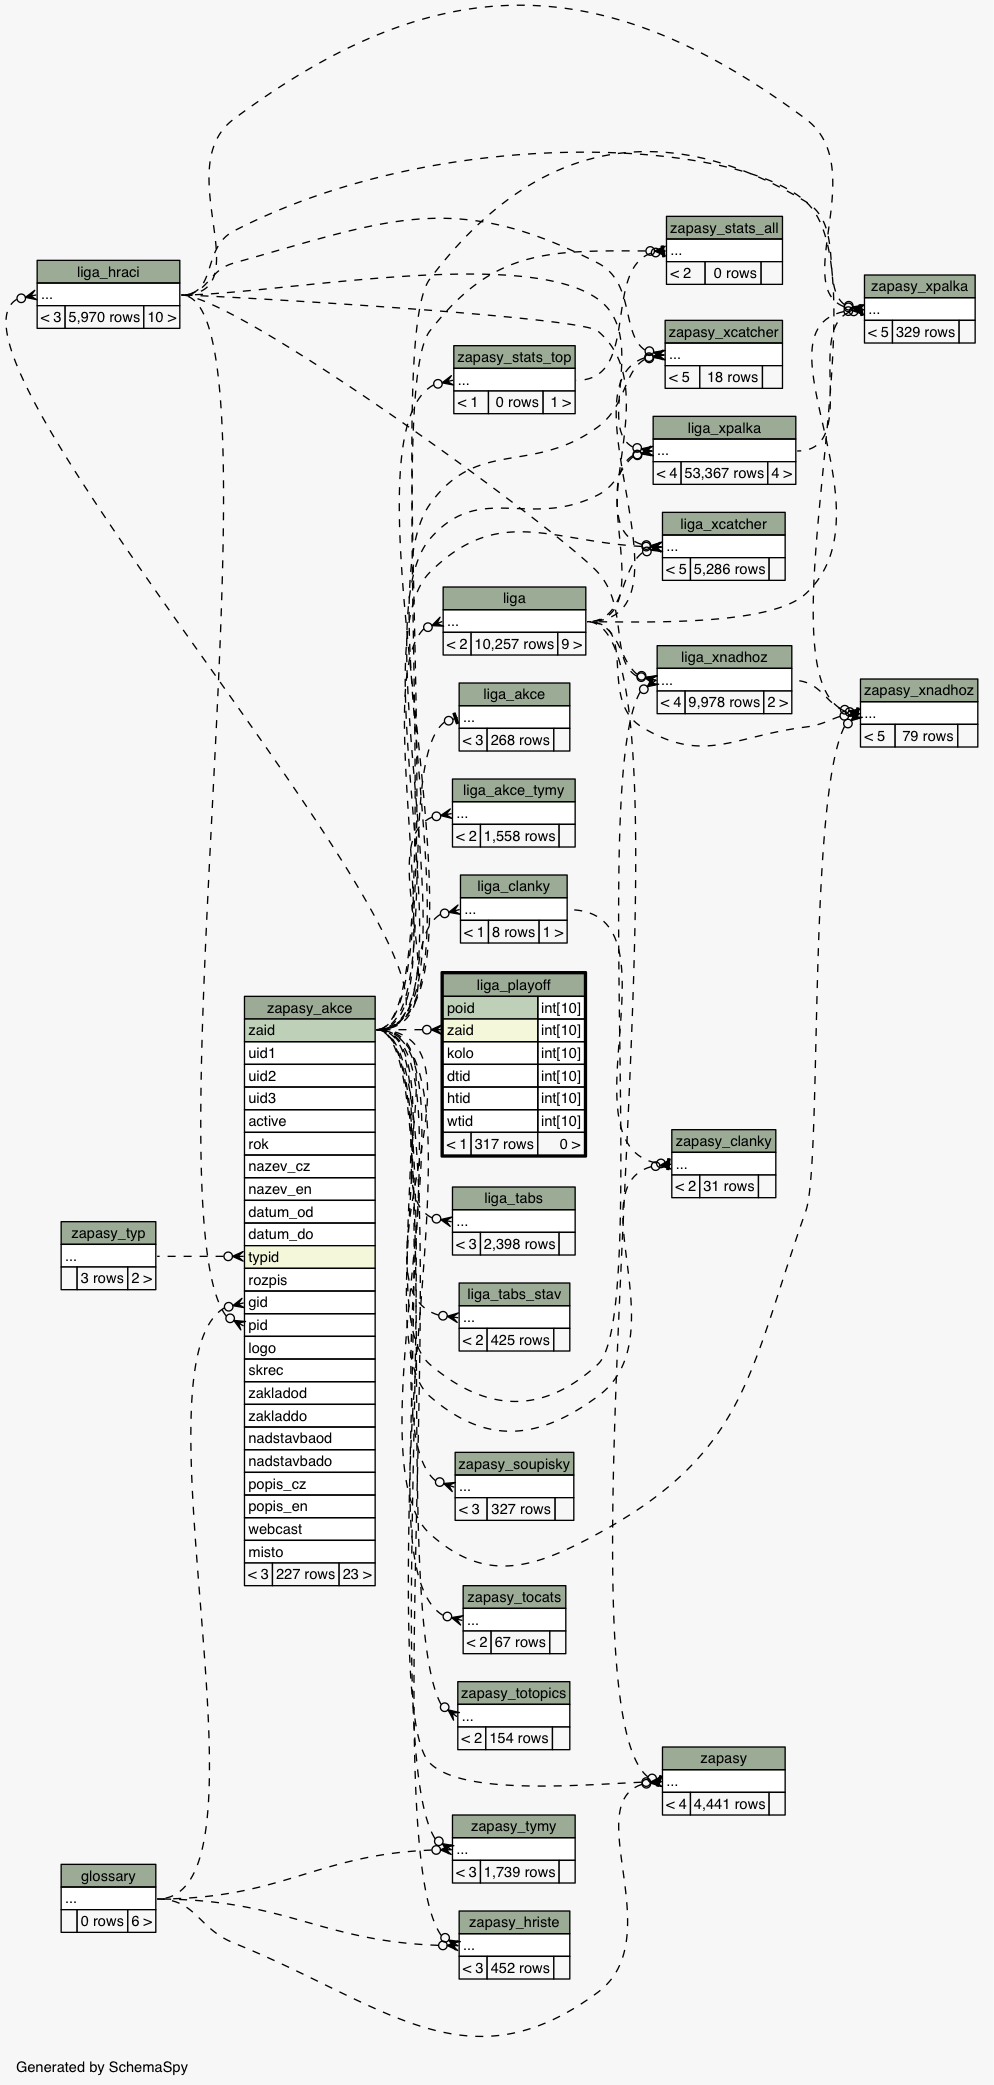 zapasy_stats_all
...
< 2 0 rows
liga_hraci
...
< 3 5,970 rows 10 >
zapasy_xpalka
...
< 5 329 rows
zapasy_xcatcher
...
< 5 18 rows
zapasy_stats_top
...
< 1 0 rows 1 >
liga_xpalka
...
< 4 53,367 rows 4 >
liga_xcatcher
...
< 5 5,286 rows
liga
...
< 2 10,257 rows 9 >
liga_xnadhoz
...
< 4 9,978 rows 2 >
zapasy_xnadhoz
...
< 5 79 rows
liga_akce
...
< 3 268 rows
liga_akce_tymy
...
< 2 1,558 rows
liga_clanky
...
< 1 8 rows 1 >
liga_playoff
poid int[10]
zaid int[10]
kolo int[10]
dtid int[10]
htid int[10]
wtid int[10]
< 1 317 rows 0 >
zapasy_akce
zaid
uid1
uid2
uid3
active
rok
nazev_cz
nazev_en
datum_od
datum_do
typid
rozpis
gid
pid
logo
skrec
zakladod
zakladdo
nadstavbaod
nadstavbado
popis_cz
popis_en
webcast
misto
< 3 227 rows 23 >
zapasy_clanky
...
< 2 31 rows
liga_tabs
...
< 3 2,398 rows
zapasy_typ
...
3 rows 2 >
liga_tabs_stav
...
< 2 425 rows
zapasy_soupisky
...
< 3 327 rows
zapasy_tocats
...
< 2 67 rows
zapasy_totopics
...
< 2 154 rows
zapasy
...
< 4 4,441 rows
zapasy_tymy
...
< 3 1,739 rows
glossary
...
0 rows 6 >
zapasy_hriste
...
< 3 452 rows
Generated by SchemaSpy